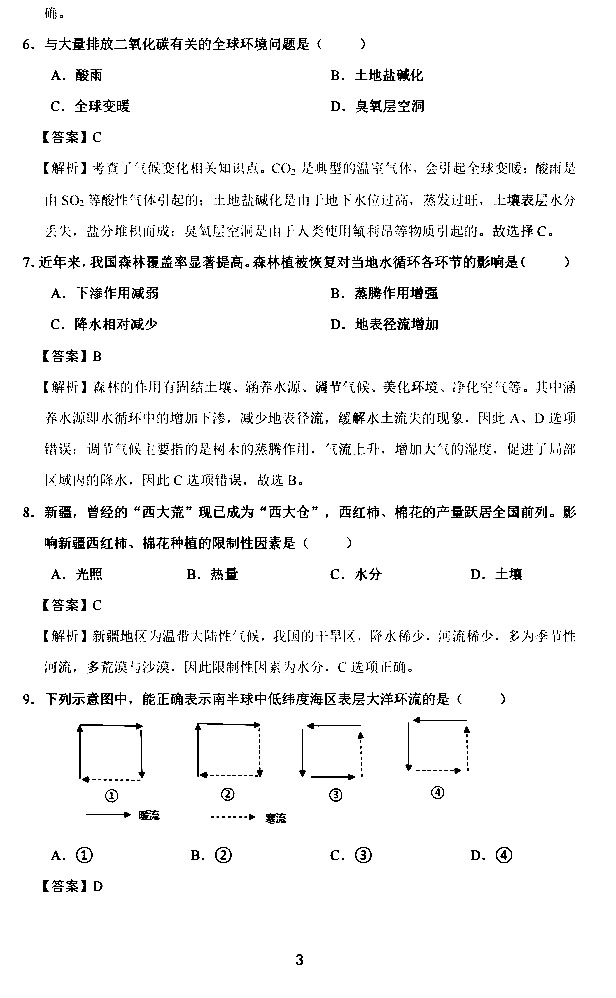 确。
6．与大量排放二氧化碳有关的全球环境问题是（　　）
A．酸雨　B．土地盐碱化
C．全球变暖　D．臭氧层空洞
【答案】C
【解析】考查了气候变化相关知识点。CO₂ 是典型的温室气体，会引起全球变暖；酸雨是
由 SO₂ 等酸性气体引起的；土地盐碱化是由于地下水位过高，蒸发过旺，土壤表层水分
丢失，盐分堆积而成；臭氧层空洞是由于人类使用氟利昂等物质引起的。故选择 C。
7. 近年来，我国森林覆盖率显著提高。森林植被恢复对当地水循环各环节的影响是（　　）
A．下渗作用减弱　B．蒸腾作用增强
C．降水相对减少　D．地表径流增加
【答案】B
【解析】森林的作用有固结土壤、涵养水源、调节气候、美化环境、净化空气等。其中涵
养水源即水循环中的增加下渗，减少地表径流，缓解水土流失的现象，因此 A、D 选项
错误；调节气候主要指的是树木的蒸腾作用，气流上升，增加大气的湿度，促进了局部
区域内的降水，因此 C 选项错误，故选 B。
8．新疆，曾经的“西大荒”现已成为“西大仓”，西红柿、棉花的产量跃居全国前列。影
响新疆西红柿、棉花种植的限制性因素是（　　）
A．光照　B．热量　C．水分　D．土壤
【答案】C
【解析】新疆地区为温带大陆性气候，我国的干旱区，降水稀少，河流稀少，多为季节性
河流，多荒漠与沙漠，因此限制性因素为水分，C 选项正确。
9．下列示意图中，能正确表示南半球中低纬度海区表层大洋环流的是（　　）
① ② ③ ④
暖流　寒流
A．①　B．②　C．③　D．④
【答案】D
3